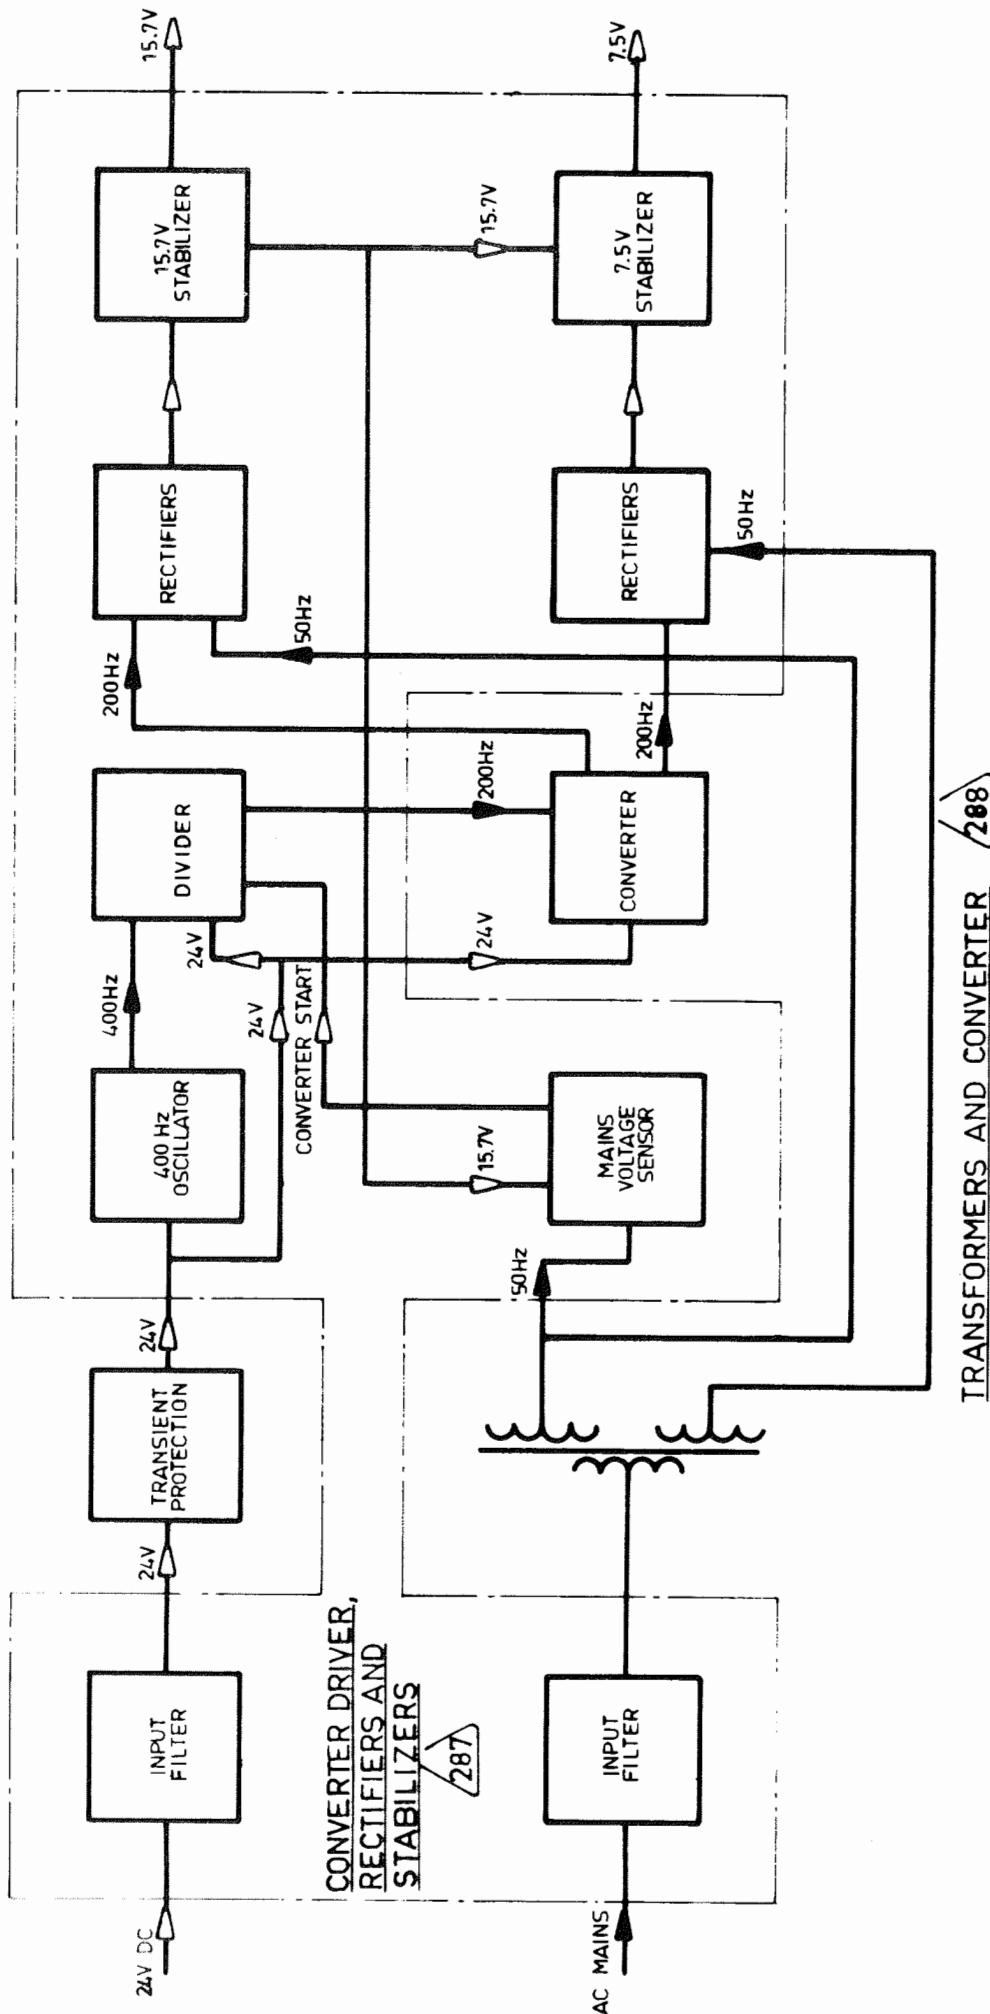 24V DC
INPUT
FILTER
24V
TRANSIENT
PROTECTION
24V
400 Hz
OSCILLATOR
400Hz
24V
24V
DIVIDER
CONVERTER START
200Hz
RECTIFIERS
50Hz
15.7V
STABILIZER
15.7V
CONVERTER DRIVER,
RECTIFIERS AND
STABILIZERS
287
AC MAINS
INPUT
FILTER
50Hz
15.7V
MAINS
VOLTAGE
SENSOR
24V
200Hz
CONVERTER
200Hz
RECTIFIERS
50Hz
15.7V
7.5V
STABILIZER
7.5V
TRANSFORMERS AND CONVERTER
288